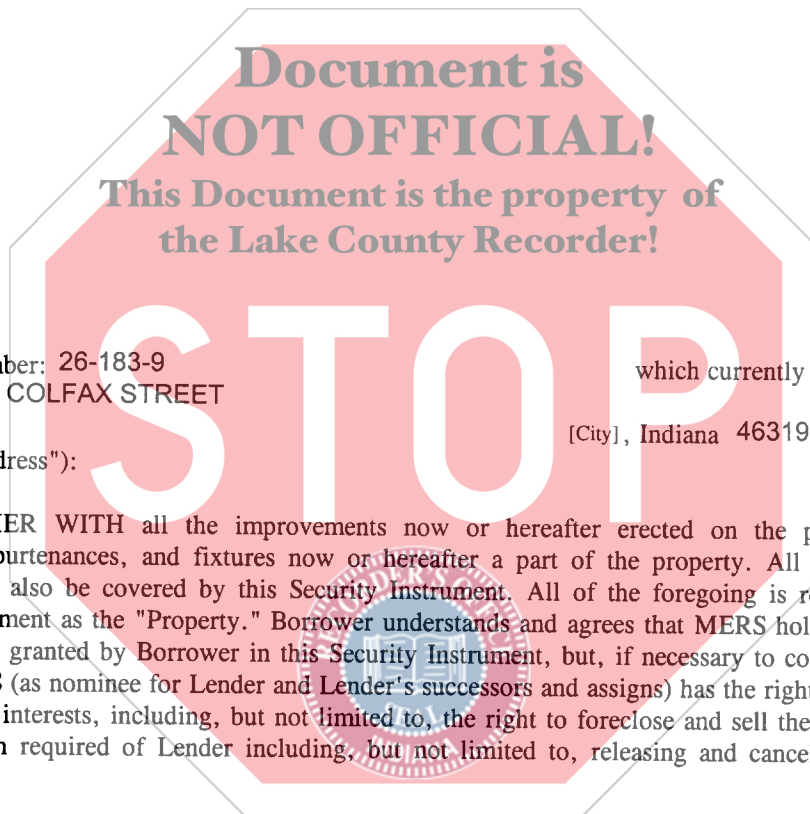 Document is
NOT OFFICIAL!
This Document is the property of
the Lake County Recorder!
STOP
ber: 26-183-9 which currently
COLFAX STREET
[City], Indiana 46319
dress"):
ER WITH all the improvements now or hereafter erected on the p
purtenances, and fixtures now or hereafter a part of the property. All
also be covered by this Security Instrument. All of the foregoing is r
ment as the "Property." Borrower understands and agrees that MERS hol
granted by Borrower in this Security Instrument, but, if necessary to co
S (as nominee for Lender and Lender's successors and assigns) has the right
interests, including, but not limited to, the right to foreclose and sell the
n required of Lender including, but not limited to, releasing and cance
SEAL
INDIANA